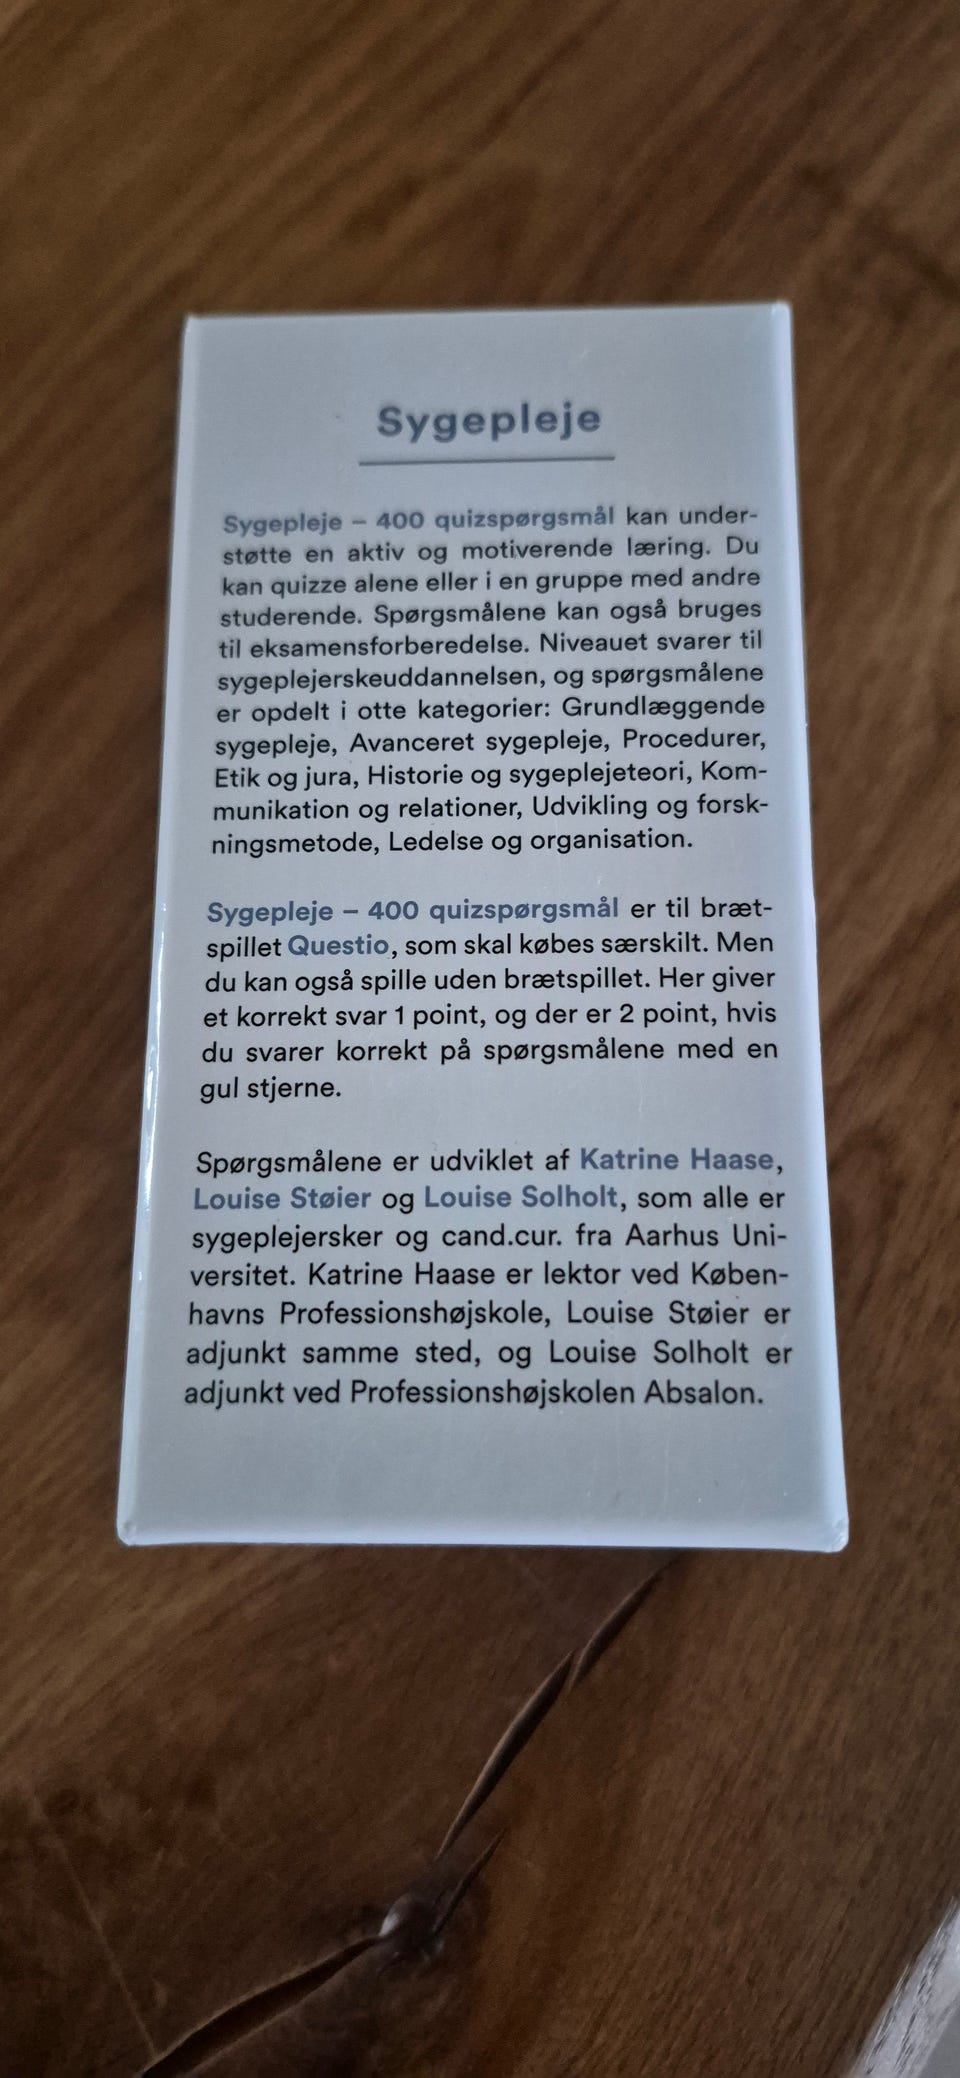 Sygepleje
Sygepleje – 400 quizspørgsmål kan under-
støtte en aktiv og motiverende læring. Du
kan quizze alene eller i en gruppe med andre
studerende. Spørgsmålene kan også bruges
til eksamensforberedelse. Niveauet svarer til
sygeplejerskeuddannelsen, og spørgsmålene
er opdelt i otte kategorier: Grundlæggende
sygepleje, Avanceret sygepleje, Procedurer,
Etik og jura, Historie og sygeplejeteori, Kom-
munikation og relationer, Udvikling og forsk-
ningsmetode, Ledelse og organisation.
Sygepleje – 400 quizspørgsmål er til bræt-
spillet Questio, som skal købes særskilt. Men
du kan også spille uden brætspillet. Her giver
et korrekt svar 1 point, og der er 2 point, hvis
du svarer korrekt på spørgsmålene med en
gul stjerne.
Spørgsmålene er udviklet af Katrine Haase,
Louise Støier og Louise Solholt, som alle er
sygeplejersker og cand.cur. fra Aarhus Uni-
versitet. Katrine Haase er lektor ved Køben-
havns Professionshøjskole, Louise Støier er
adjunkt samme sted, og Louise Solholt er
adjunkt ved Professionshøjskolen Absalon.